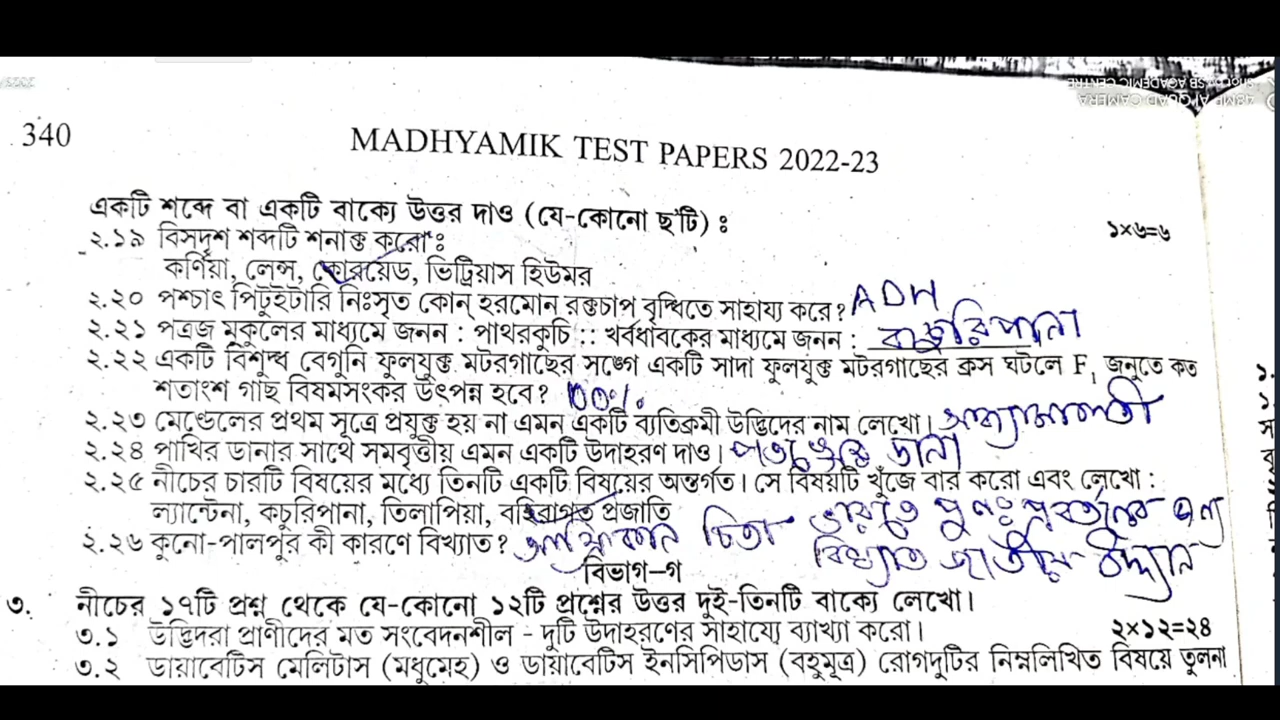 340 MADHYAMIK TEST PAPERS 2022-23
একটি শব্দে বা একটি বাক্যে উত্তর দাও (যে-কোনো ছ'টি) : ১×৬=৬
২.১৯ বিসদৃশ শব্দটি শনাক্ত করো :
কর্ণিয়া, লেন্স, কোরয়েড, ভিট্রিয়াস হিউমর
২.২০ পশ্চাৎ পিটুইটারি নিঃসৃত কোন্ হরমোন রক্তচাপ বৃদ্ধিতে সাহায্য করে? ADH
২.২১ পত্রজ মুকুলের মাধ্যমে জনন : পাথরকুচি :: খর্বধাবকের মাধ্যমে জনন : কচুরিপানা
২.২২ একটি বিশুদ্ধ বেগুনি ফুলযুক্ত মটরগাছের সঙ্গে একটি সাদা ফুলযুক্ত মটরগাছের ক্রস ঘটলে F₁ জনুতে কত
শতাংশ গাছ বিষমসংকর উৎপন্ন হবে? 100%
২.২৩ মেন্ডেলের প্রথম সূত্রে প্রযুক্ত হয় না এমন একটি ব্যতিক্রমী উদ্ভিদের নাম লেখো। সন্ধ্যামালতী
২.২৪ পাখির ডানার সাথে সমবৃত্তীয় এমন একটি উদাহরণ দাও। পতঙ্গের ডানা
২.২৫ নীচের চারটি বিষয়ের মধ্যে তিনটি একটি বিষয়ের অন্তর্গত। সে বিষয়টি খুঁজে বার করো এবং লেখো :
ল্যান্টেনা, কচুরিপানা, তিলাপিয়া, বহিরাগত প্রজাতি
২.২৬ কুনো-পালপুর কী কারণে বিখ্যাত? আফ্রিকান চিতা ভারতে পুনঃপ্রবর্তনের জন্য
বিখ্যাত জাতীয় উদ্যান
বিভাগ–গ
৩. নীচের ১৭টি প্রশ্ন থেকে যে-কোনো ১২টি প্রশ্নের উত্তর দুই-তিনটি বাক্যে লেখো।
৩.১ উদ্ভিদরা প্রাণীদের মত সংবেদনশীল - দুটি উদাহরণের সাহায্যে ব্যাখ্যা করো। ২×১২=২৪
৩.২ ডায়াবেটিস মেলিটাস (মধুমেহ) ও ডায়াবেটিস ইনসিপিডাস (বহুমূত্র) রোগদুটির নিম্নলিখিত বিষয়ে তুলনা